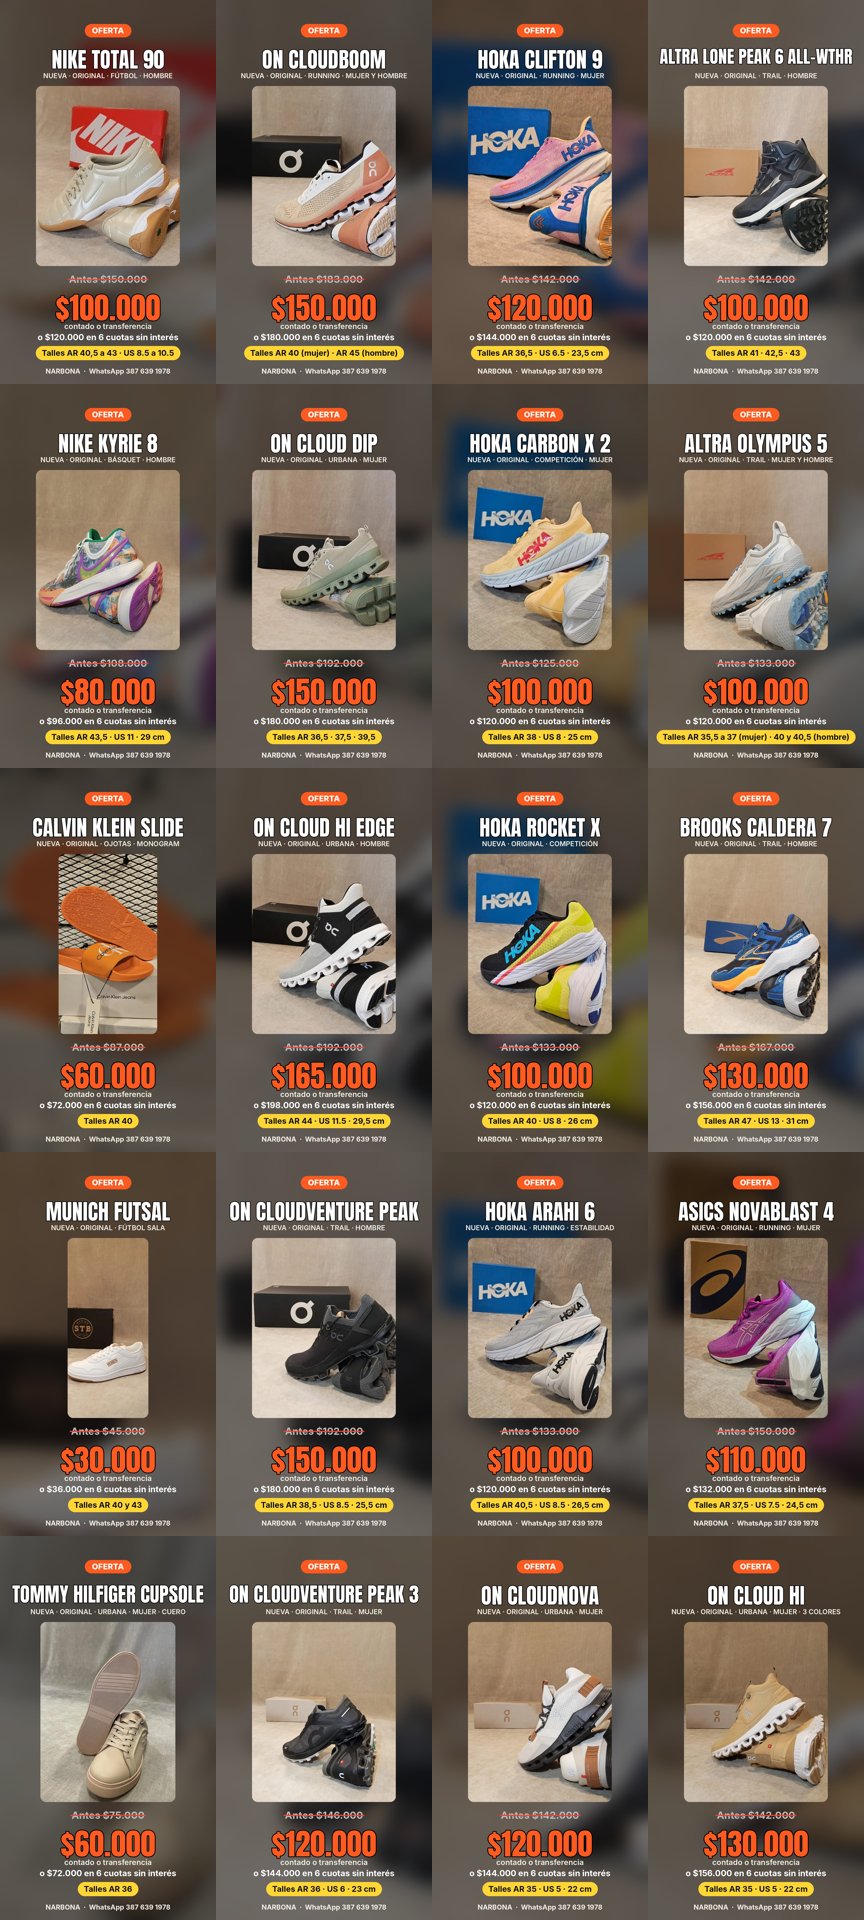 OFERTA
NIKE TOTAL 90
NUEVA · ORIGINAL · FÚTBOL · HOMBRE
NIK
Antes $150.000
$100.000
contado o transferencia
o $120.000 en 6 cuotas sin interés
Talles AR 40,5 a 43 · US 8.5 a 10.5
NARBONA · WhatsApp 387 639 1978
OFERTA
ON CLOUDBOOM
NUEVA · ORIGINAL · RUNNING · MUJER Y HOMBRE
Antes $183.000
$150.000
contado o transferencia
o $180.000 en 6 cuotas sin interés
Talles AR 40 (mujer) · AR 45 (hombre)
NARBONA · WhatsApp 387 639 1978
OFERTA
HOKA CLIFTON 9
NUEVA · ORIGINAL · RUNNING · MUJER
HOKA
HOKA
HOKA
Antes $142.000
$120.000
contado o transferencia
o $144.000 en 6 cuotas sin interés
Talles AR 36,5 · US 6.5 · 23,5 cm
NARBONA · WhatsApp 387 639 1978
OFERTA
ALTRA LONE PEAK 6 ALL-WTHR
NUEVA · ORIGINAL · TRAIL · HOMBRE
Antes $142.000
$100.000
contado o transferencia
o $120.000 en 6 cuotas sin interés
Talles AR 41 · 42,5 · 43
NARBONA · WhatsApp 387 639 1978
OFERTA
NIKE KYRIE 8
NUEVA · ORIGINAL · BÁSQUET · HOMBRE
Antes $108.000
$80.000
contado o transferencia
o $96.000 en 6 cuotas sin interés
Talles AR 43,5 · US 11 · 29 cm
NARBONA · WhatsApp 387 639 1978
OFERTA
ON CLOUD DIP
NUEVA · ORIGINAL · URBANA · MUJER
Antes $192.000
$150.000
contado o transferencia
o $180.000 en 6 cuotas sin interés
Talles AR 36,5 · 37,5 · 39,5
NARBONA · WhatsApp 387 639 1978
OFERTA
HOKA CARBON X 2
NUEVA · ORIGINAL · COMPETICIÓN · MUJER
HOKA
HOKA
Antes $125.000
$100.000
contado o transferencia
o $120.000 en 6 cuotas sin interés
Talles AR 38 · US 8 · 25 cm
NARBONA · WhatsApp 387 639 1978
OFERTA
ALTRA OLYMPUS 5
NUEVA · ORIGINAL · TRAIL · MUJER Y HOMBRE
Antes $133.000
$100.000
contado o transferencia
o $120.000 en 6 cuotas sin interés
Talles AR 35,5 a 37 (mujer) · 40 y 40,5 (hombre)
NARBONA · WhatsApp 387 639 1978
OFERTA
CALVIN KLEIN SLIDE
NUEVA · ORIGINAL · OJOTAS · MONOGRAM
Calvin Klein Jeans
Antes $87.000
$60.000
contado o transferencia
o $72.000 en 6 cuotas sin interés
Talles AR 40
NARBONA · WhatsApp 387 639 1978
OFERTA
ON CLOUD HI EDGE
NUEVA · ORIGINAL · URBANA · HOMBRE
Antes $192.000
$165.000
contado o transferencia
o $198.000 en 6 cuotas sin interés
Talles AR 44 · US 11.5 · 29,5 cm
NARBONA · WhatsApp 387 639 1978
OFERTA
HOKA ROCKET X
NUEVA · ORIGINAL · COMPETICIÓN
HOKA
HOKA
Antes $133.000
$100.000
contado o transferencia
o $120.000 en 6 cuotas sin interés
Talles AR 40 · US 8 · 26 cm
NARBONA · WhatsApp 387 639 1978
OFERTA
BROOKS CALDERA 7
NUEVA · ORIGINAL · TRAIL · HOMBRE
Antes $167.000
$130.000
contado o transferencia
o $156.000 en 6 cuotas sin interés
Talles AR 47 · US 13 · 31 cm
NARBONA · WhatsApp 387 639 1978
OFERTA
MUNICH FUTSAL
NUEVA · ORIGINAL · FÚTBOL SALA
STB
Antes $45.000
$30.000
contado o transferencia
o $36.000 en 6 cuotas sin interés
Talles AR 40 y 43
NARBONA · WhatsApp 387 639 1978
OFERTA
ON CLOUDVENTURE PEAK
NUEVA · ORIGINAL · TRAIL · HOMBRE
Antes $192.000
$150.000
contado o transferencia
o $180.000 en 6 cuotas sin interés
Talles AR 38,5 · US 8.5 · 25,5 cm
NARBONA · WhatsApp 387 639 1978
OFERTA
HOKA ARAHI 6
NUEVA · ORIGINAL · RUNNING · ESTABILIDAD
HOKA
HOKA
HOKA
Antes $133.000
$100.000
contado o transferencia
o $120.000 en 6 cuotas sin interés
Talles AR 40,5 · US 8.5 · 26,5 cm
NARBONA · WhatsApp 387 639 1978
OFERTA
ASICS NOVABLAST 4
NUEVA · ORIGINAL · RUNNING · MUJER
Antes $150.000
$110.000
contado o transferencia
o $132.000 en 6 cuotas sin interés
Talles AR 37,5 · US 7.5 · 24,5 cm
NARBONA · WhatsApp 387 639 1978
OFERTA
TOMMY HILFIGER CUPSOLE
NUEVA · ORIGINAL · URBANA · MUJER · CUERO
Antes $75.000
$60.000
contado o transferencia
o $72.000 en 6 cuotas sin interés
Talles AR 36
NARBONA · WhatsApp 387 639 1978
OFERTA
ON CLOUDVENTURE PEAK 3
NUEVA · ORIGINAL · TRAIL · MUJER
Antes $146.000
$120.000
contado o transferencia
o $144.000 en 6 cuotas sin interés
Talles AR 36 · US 6 · 23 cm
NARBONA · WhatsApp 387 639 1978
OFERTA
ON CLOUDNOVA
NUEVA · ORIGINAL · URBANA · MUJER
Antes $142.000
$120.000
contado o transferencia
o $144.000 en 6 cuotas sin interés
Talles AR 35 · US 5 · 22 cm
NARBONA · WhatsApp 387 639 1978
OFERTA
ON CLOUD HI
NUEVA · ORIGINAL · URBANA · MUJER · 3 COLORES
Antes $142.000
$130.000
contado o transferencia
o $156.000 en 6 cuotas sin interés
Talles AR 35 · US 5 · 22 cm
NARBONA · WhatsApp 387 639 1978